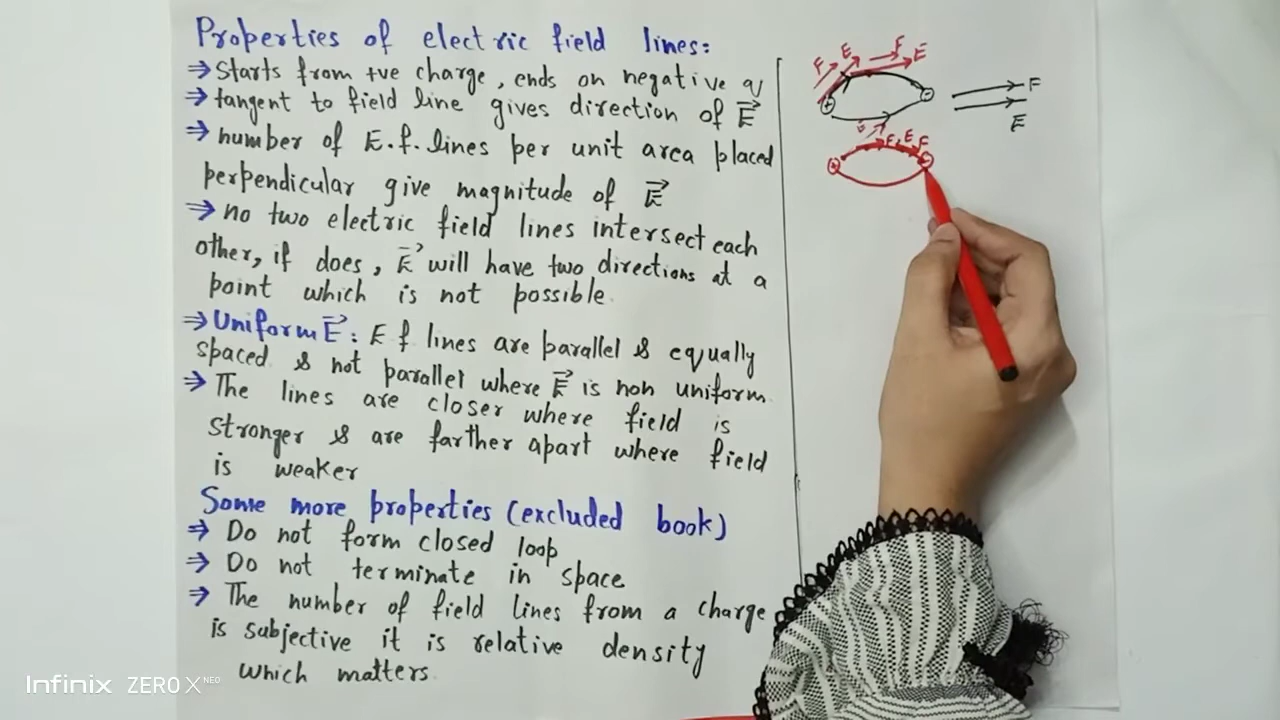 Properties of electric field lines:
⇒ Starts from +ve charge, ends on negative q
⇒ tangent to field line gives direction of E⃗
⇒ number of E.f. lines per unit area placed
perpendicular give magnitude of E⃗
⇒ no two electric field lines intersect each
other, if does, E⃗ will have two directions at a
point which is not possible.
⇒ Uniform E⃗: E f lines are parallel & equally
spaced & not parallel where E⃗ is non uniform.
⇒ The lines are closer where field is
stronger & are farther apart where field
is weaker
Some more properties (excluded book)
⇒ Do not form closed loop
⇒ Do not terminate in space
⇒ The number of field lines from a charge
is subjective it is relative density
which matters.
F E F E
+ -
F
E
E F
+
Infinix ZERO X NEO